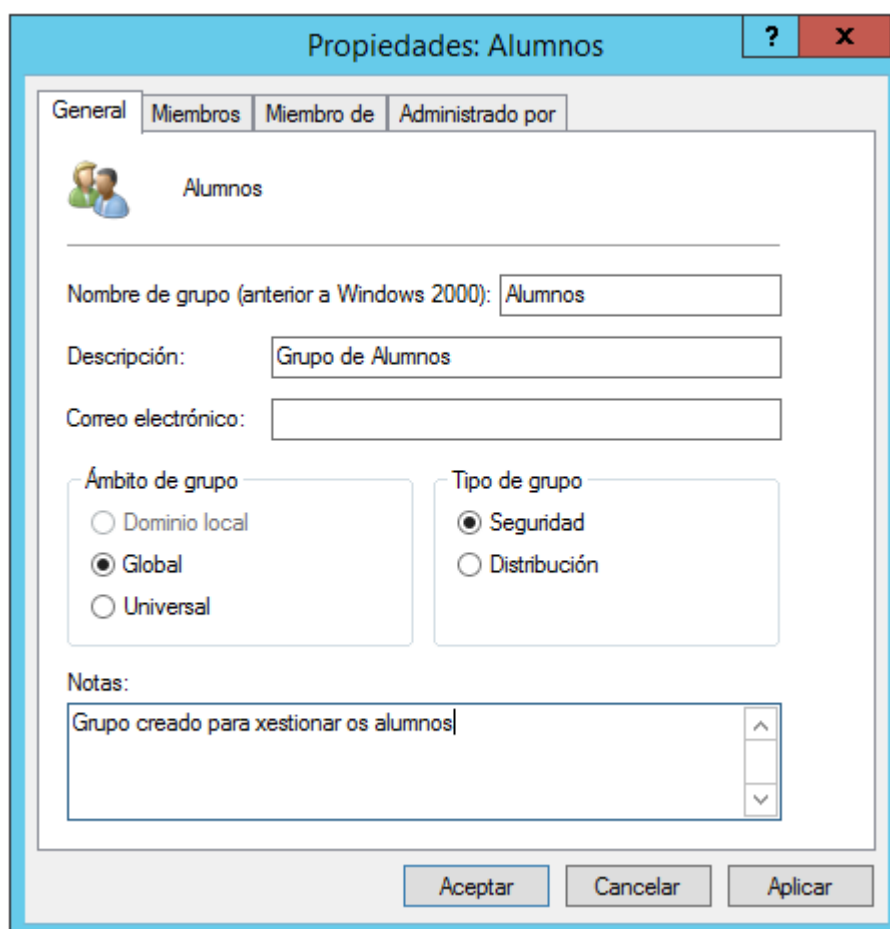 Propiedades: Alumnos
?
x
General
Miembros
Miembro de
Administrado por
Alumnos
Nombre de grupo (anterior a Windows 2000): Alumnos
Descripción: Grupo de Alumnos
Correo electrónico:
Ámbito de grupo
Dominio local
Global
Universal
Tipo de grupo
Seguridad
Distribución
Notas:
Grupo creado para xestionar os alumnos
Aceptar
Cancelar
Aplicar